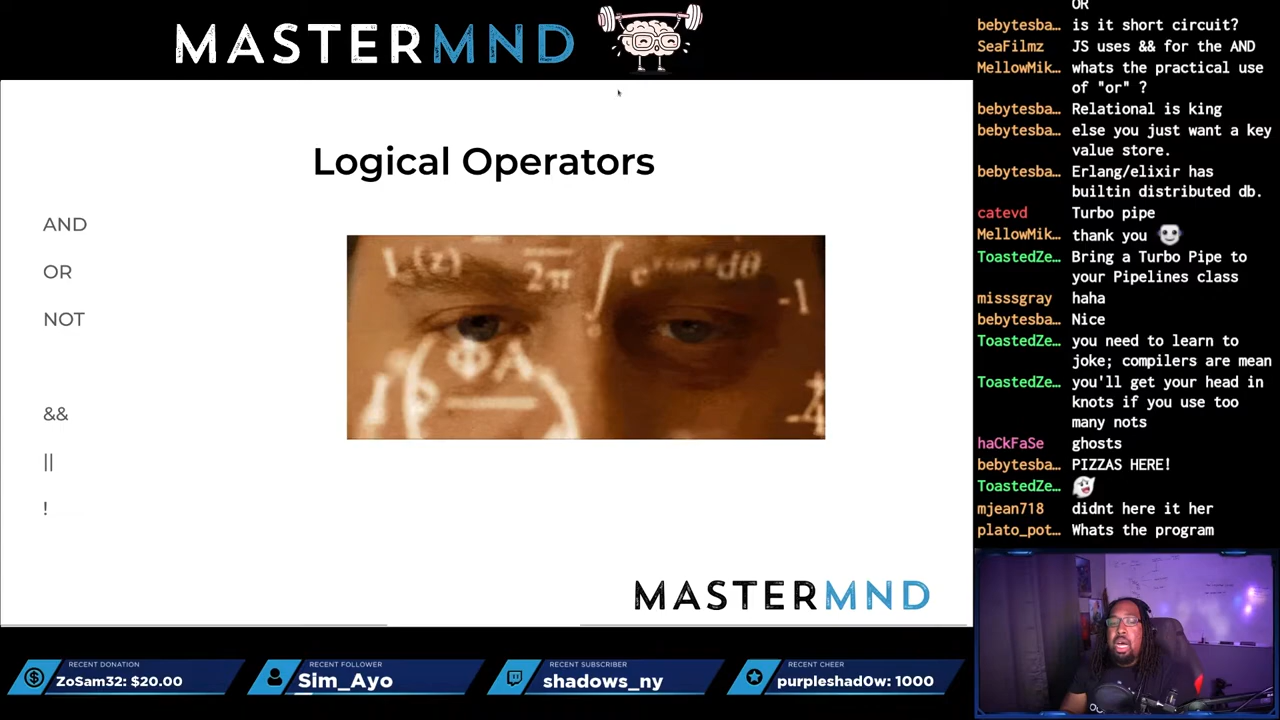 MASTERMND
Logical Operators
AND
OR
NOT
&&
||
!
2π
dθ
-1
ΦA
MASTERMND
OR
bebytesba… is it short circuit?
SeaFilmz JS uses && for the AND
MellowMik… whats the practical use
of "or" ?
bebytesba… Relational is king
bebytesba… else you just want a key
value store.
bebytesba… Erlang/elixir has
builtin distributed db.
catevd Turbo pipe
MellowMik… thank you
ToastedZe… Bring a Turbo Pipe to
your Pipelines class
misssgray haha
bebytesba… Nice
ToastedZe… you need to learn to
joke; compilers are mean
ToastedZe… you'll get your head in
knots if you use too
many nots
haCkFaSe ghosts
bebytesba… PIZZAS HERE!
ToastedZe…
mjean718 didnt here it her
plato_pot… Whats the program
RECENT DONATION
ZoSam32: $20.00
RECENT FOLLOWER
Sim_Ayo
RECENT SUBSCRIBER
shadows_ny
RECENT CHEER
purpleshad0w: 1000